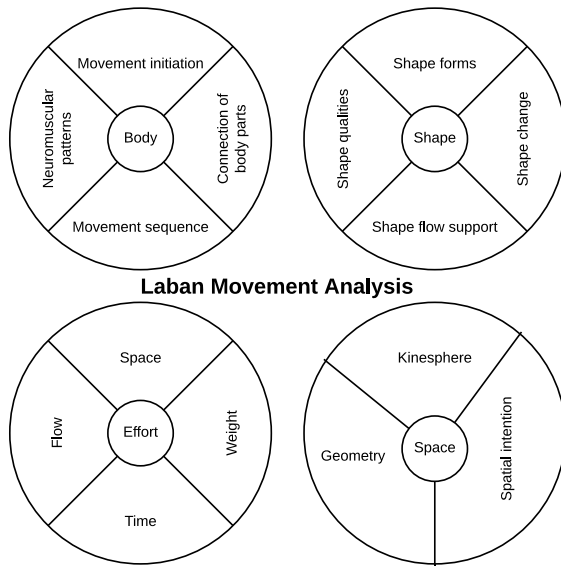 Movement initiation
Neuromuscular
patterns
Body
Connection of
body parts
Movement sequence
Shape forms
Shape qualities
Shape
Shape change
Shape flow support
Laban Movement Analysis
Space
Flow
Effort
Weight
Time
Kinesphere
Geometry
Space
Spatial intention